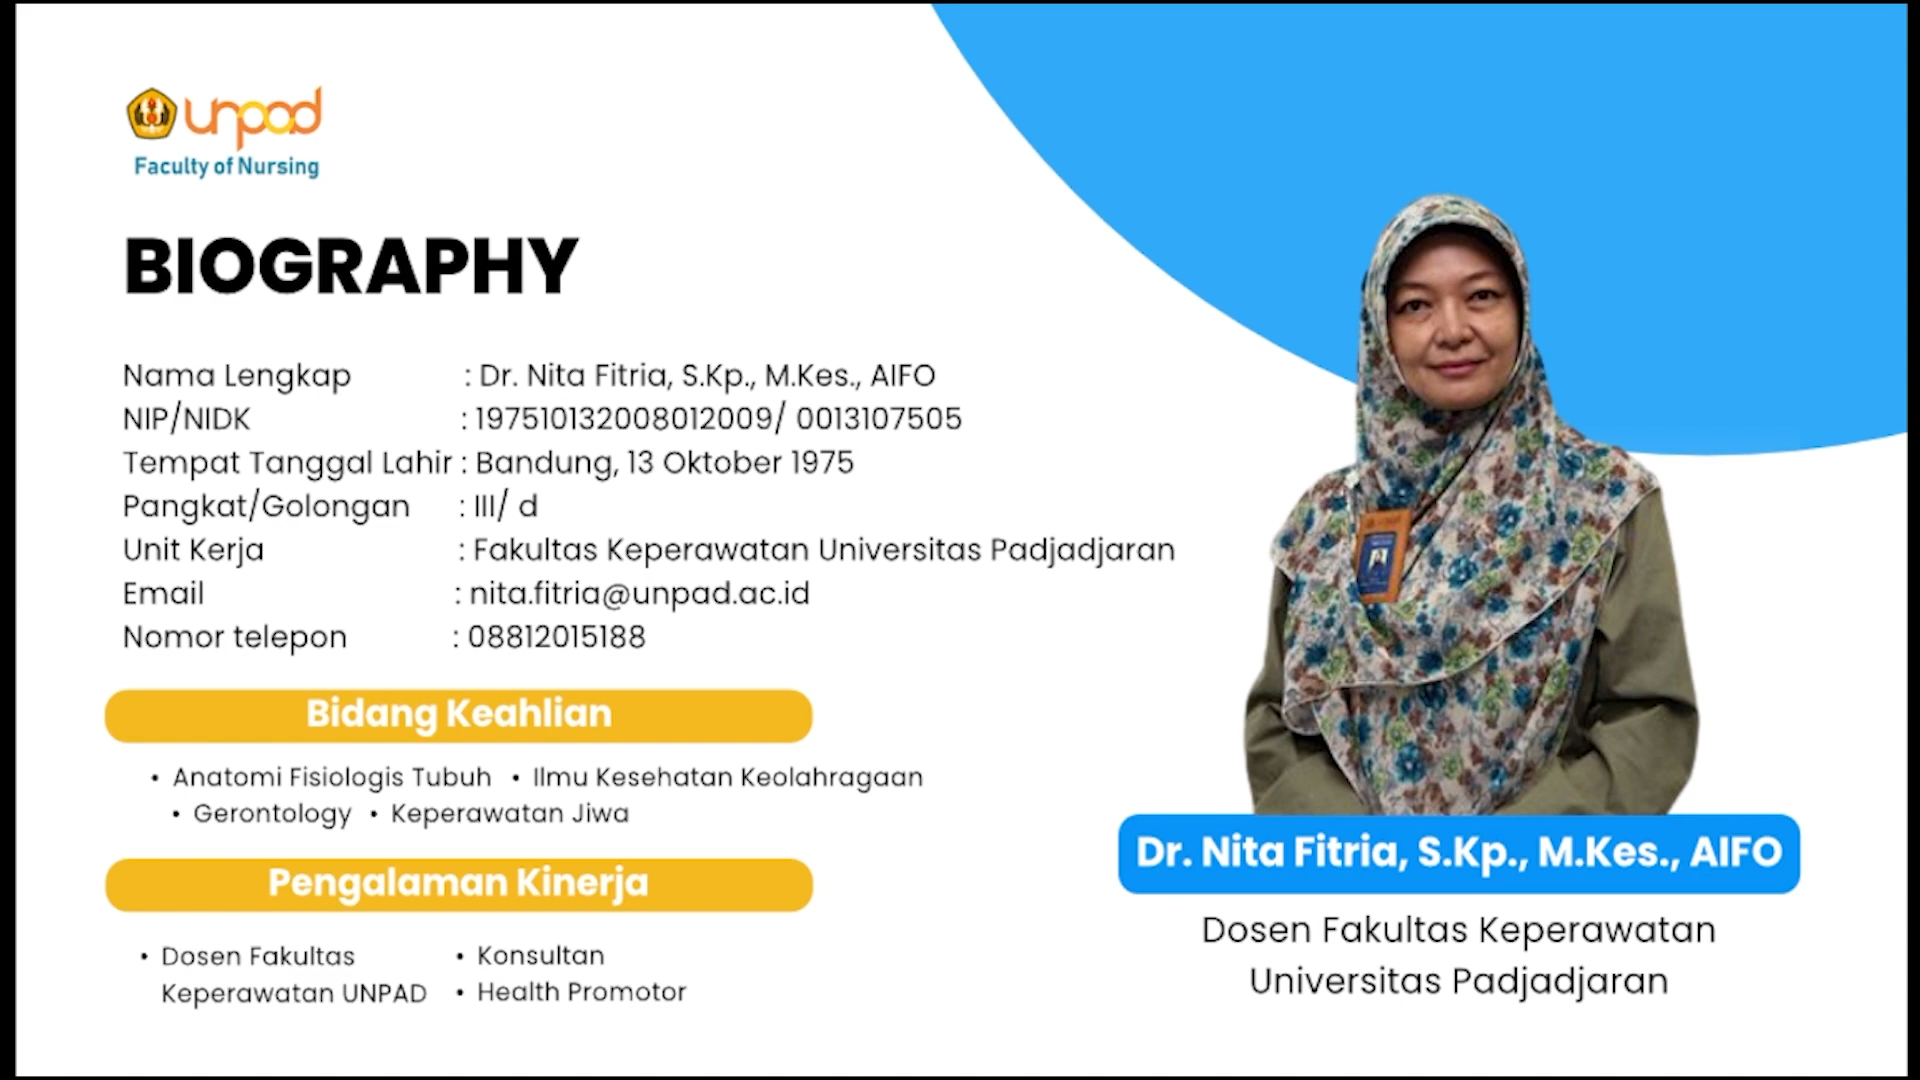 unpad
Faculty of Nursing
BIOGRAPHY
Nama Lengkap : Dr. Nita Fitria, S.Kp., M.Kes., AIFO
NIP/NIDK : 197510132008012009/ 0013107505
Tempat Tanggal Lahir : Bandung, 13 Oktober 1975
Pangkat/Golongan : III/ d
Unit Kerja : Fakultas Keperawatan Universitas Padjadjaran
Email : nita.fitria@unpad.ac.id
Nomor telepon : 08812015188
Bidang Keahlian
• Anatomi Fisiologis Tubuh • Ilmu Kesehatan Keolahragaan
• Gerontology • Keperawatan Jiwa
Pengalaman Kinerja
• Dosen Fakultas
Keperawatan UNPAD
• Konsultan
• Health Promotor
Dr. Nita Fitria, S.Kp., M.Kes., AIFO
Dosen Fakultas Keperawatan
Universitas Padjadjaran